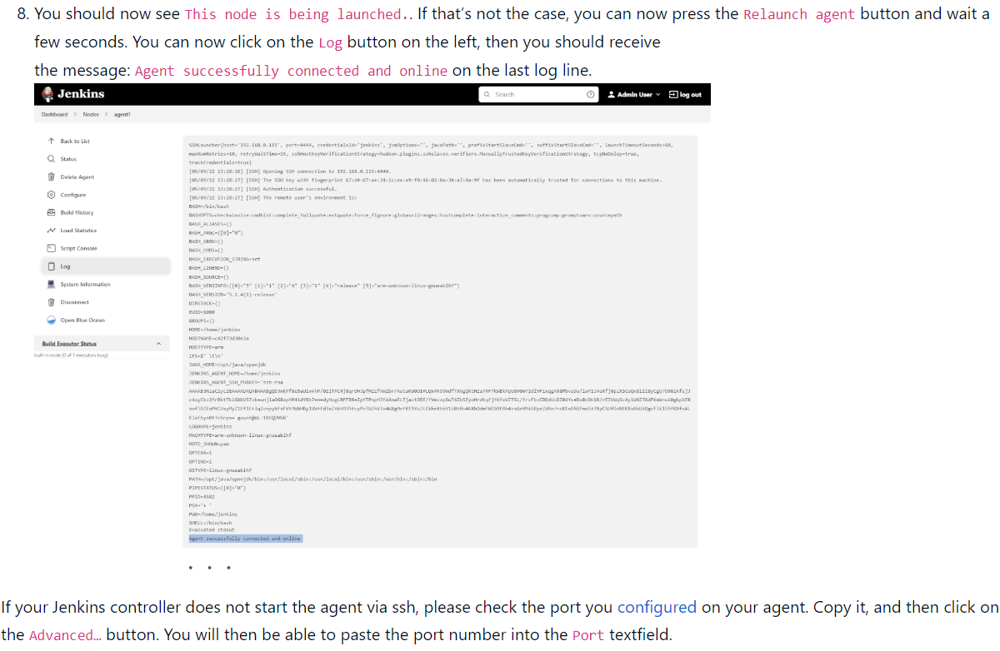 8. You should now see This node is being launched.. If that's not the case, you can now press the Relaunch agent button and wait a
few seconds. You can now click on the Log button on the left, then you should receive
the message: Agent successfully connected and online on the last log line.
Jenkins
Search
Admin User
log out
Dashboard > Nodes > agent1
Back to List
Status
Delete Agent
Configure
Build History
Load Statistics
Script Console
Log
System Information
Disconnect
Open Blue Ocean
Build Executor Status
built-in node (0 of 1 executors busy)
SSHLauncher{host='192.168.0.115', port=4444, credentialsId='jenkins', jvmOptions='', javaPath='', prefixStartSlaveCmd='', suffixStartSlaveCmd='', launchTimeoutSeconds=60,
maxNumRetries=10, retryWaitTime=15, sshHostKeyVerificationStrategy=hudson.plugins.sshslaves.verifiers.ManuallyTrustedKeyVerificationStrategy, tcpNoDelay=true,
trackCredentials=true}
[05/09/22 13:28:26] [SSH] Opening SSH connection to 192.168.0.115:4444.
[05/09/22 13:28:27] [SSH] The SSH key with fingerprint 67:d4:67:ee:34:1c:ee:e9:f0:16:02:0a:34:a7:0a:9f has been automatically trusted for connections to this machine.
[05/09/22 13:28:27] [SSH] Authentication successful.
[05/09/22 13:28:27] [SSH] The remote user's environment is:
BASH=/bin/bash
BASHOPTS=checkwinsize:cmdhist:complete_fullquote:extquote:force_fignore:globasciiranges:hostcomplete:interactive_comments:progcomp:promptvars:sourcepath
BASH_ALIASES=()
BASH_ARGC=([0]="0")
BASH_ARGV=()
BASH_CMDS=()
BASH_EXECUTION_STRING=set
BASH_LINENO=()
BASH_SOURCE=()
BASH_VERSINFO=([0]="5" [1]="1" [2]="4" [3]="1" [4]="release" [5]="arm-unknown-linux-gnueabihf")
BASH_VERSION='5.1.4(1)-release'
DIRSTACK=()
EUID=1000
GROUPS=()
HOME=/home/jenkins
HOSTNAME=c42f73d30e3a
HOSTTYPE=arm
IFS=$' \t\n'
JAVA_HOME=/opt/java/openjdk
JENKINS_AGENT_HOME=/home/jenkins
JENKINS_AGENT_SSH_PUBKEY='ssh-rsa
LOGNAME=jenkins
MACHTYPE=arm-unknown-linux-gnueabihf
MOTD_SHOWN=pam
OPTERR=1
OPTIND=1
OSTYPE=linux-gnueabihf
PATH=/opt/java/openjdk/bin:/usr/local/sbin:/usr/local/bin:/usr/sbin:/usr/bin:/sbin:/bin
PIPESTATUS=([0]="0")
PPID=4582
PS4='+ '
PWD=/home/jenkins
SHELL=/bin/bash
Evacuated stdout
Agent successfully connected and online
If your Jenkins controller does not start the agent via ssh, please check the port you configured on your agent. Copy it, and then click on
the Advanced… button. You will then be able to paste the port number into the Port textfield.